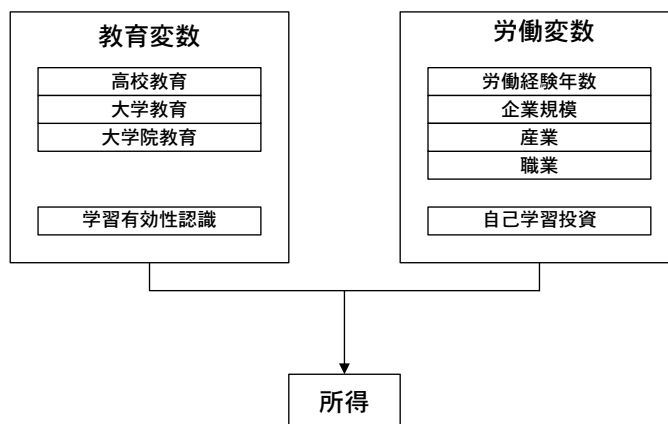 教育変数
高校教育
大学教育
大学院教育
学習有効性認識
労働変数
労働経験年数
企業規模
産業
職業
自己学習投資
所得